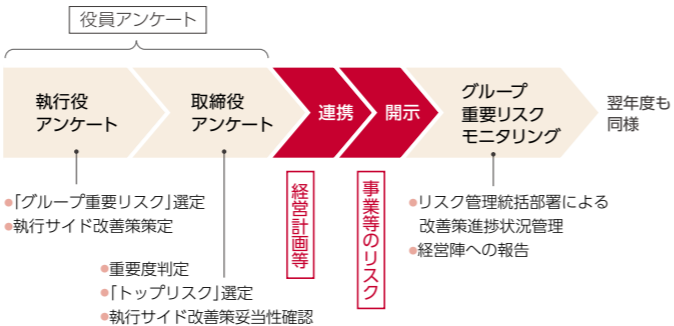 役員アンケート
執行役
アンケート
取締役
アンケート
連携
開示
グループ
重要リスク
モニタリング
翌年度も
同様
●「グループ重要リスク」選定
●執行サイド改善策策定
●重要度判定
●「トップリスク」選定
●執行サイド改善策妥当性確認
経営計画等
事業等のリスク
●リスク管理統括部署による
改善策進捗状況管理
●経営陣への報告